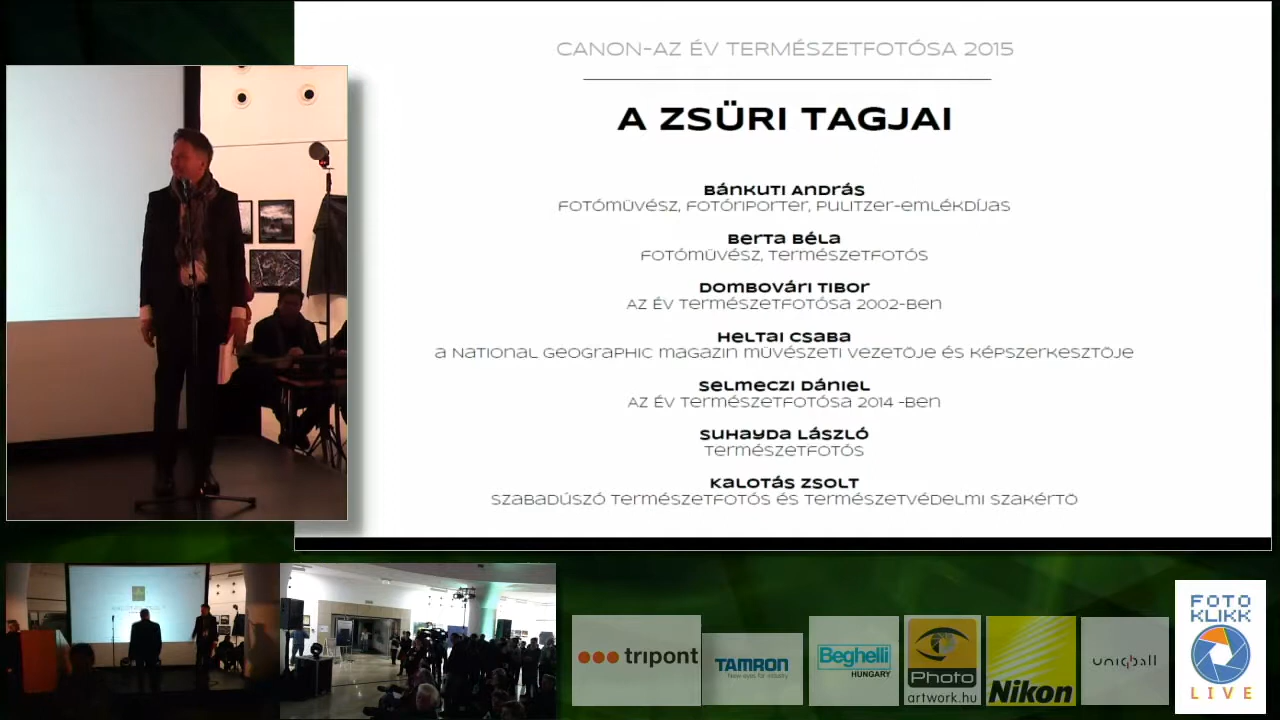 CANON-AZ ÉV TERMÉSZETFOTÓSA 2015
A ZSÜRI TAGJAI
BÁNKUTI ANDRÁS
FOTÓMŰVÉSZ, FOTÓRIPORTER, PULITZER-EMLÉKDÍJAS
BERTA BÉLA
FOTÓMŰVÉSZ, TERMÉSZETFOTÓS
DOMBOVÁRI TIBOR
AZ ÉV TERMÉSZETFOTÓSA 2002-BEN
HELTAI CSABA
A NATIONAL GEOGRAPHIC MAGAZIN MŰVÉSZETI VEZETŐJE ÉS KÉPSZERKESZTŐJE
SELMECZI DÁNIEL
AZ ÉV TERMÉSZETFOTÓSA 2014 -BEN
SUHAYDA LÁSZLÓ
TERMÉSZETFOTÓS
KALOTÁS ZSOLT
SZABADÚSZÓ TERMÉSZETFOTÓS ÉS TERMÉSZETVÉDELMI SZAKÉRTŐ
tripont
TAMRON
New eyes for industry
Beghelli
HUNGARY
Photo
artwork.hu
Nikon
uniqball
FOTO
KLIKK
LIVE